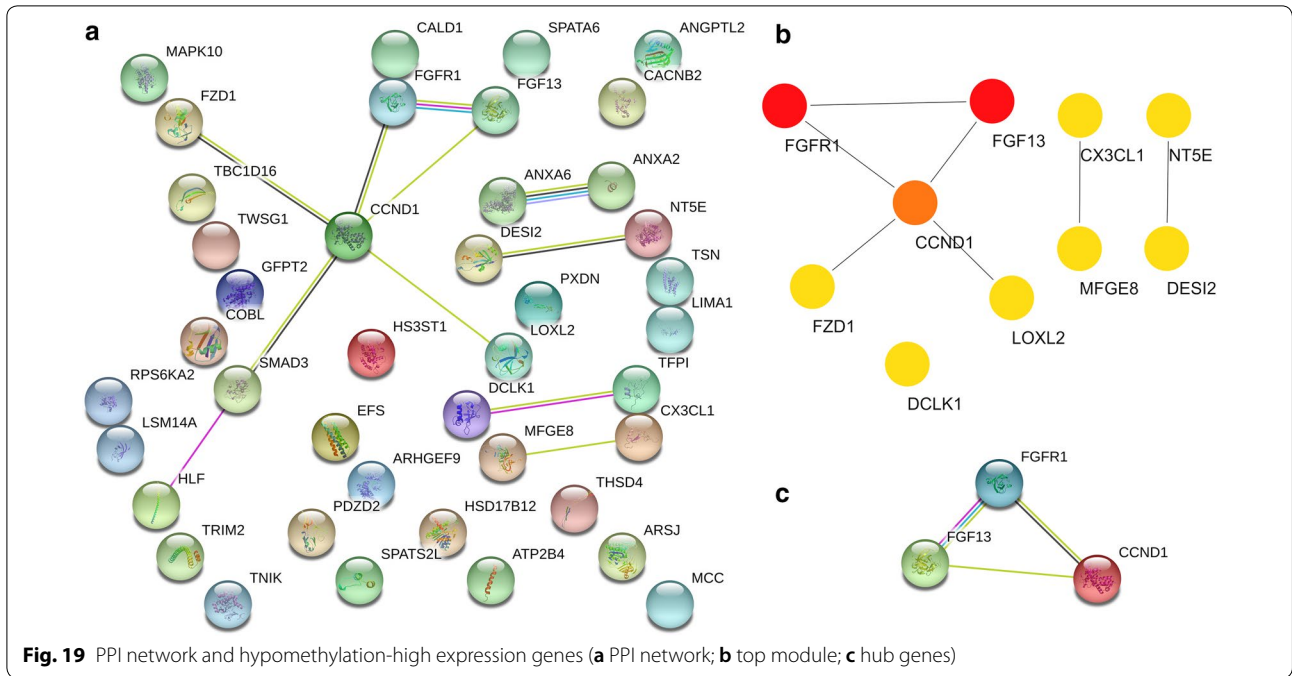 a
MAPK10
CALD1
SPATA6
ANGPTL2
FZD1
FGFR1
FGF13
CACNB2
TBC1D16
ANXA6
ANXA2
TWSG1
CCND1
DESI2
NT5E
GFPT2
PXDN
TSN
COBL
LOXL2
LIMA1
HS3ST1
SMAD3
TFPI
RPS6KA2
DCLK1
LSM14A
EFS
MFGE8
CX3CL1
HLF
ARHGEF9
THSD4
PDZD2
HSD17B12
TRIM2
SPATS2L
ATP2B4
ARSJ
TNIK
MCC
b
FGFR1
FGF13
CX3CL1
NT5E
CCND1
MFGE8
DESI2
FZD1
LOXL2
DCLK1
c
FGFR1
FGF13
CCND1
Fig. 19 PPI network and hypomethylation-high expression genes (a PPI network; b top module; c hub genes)